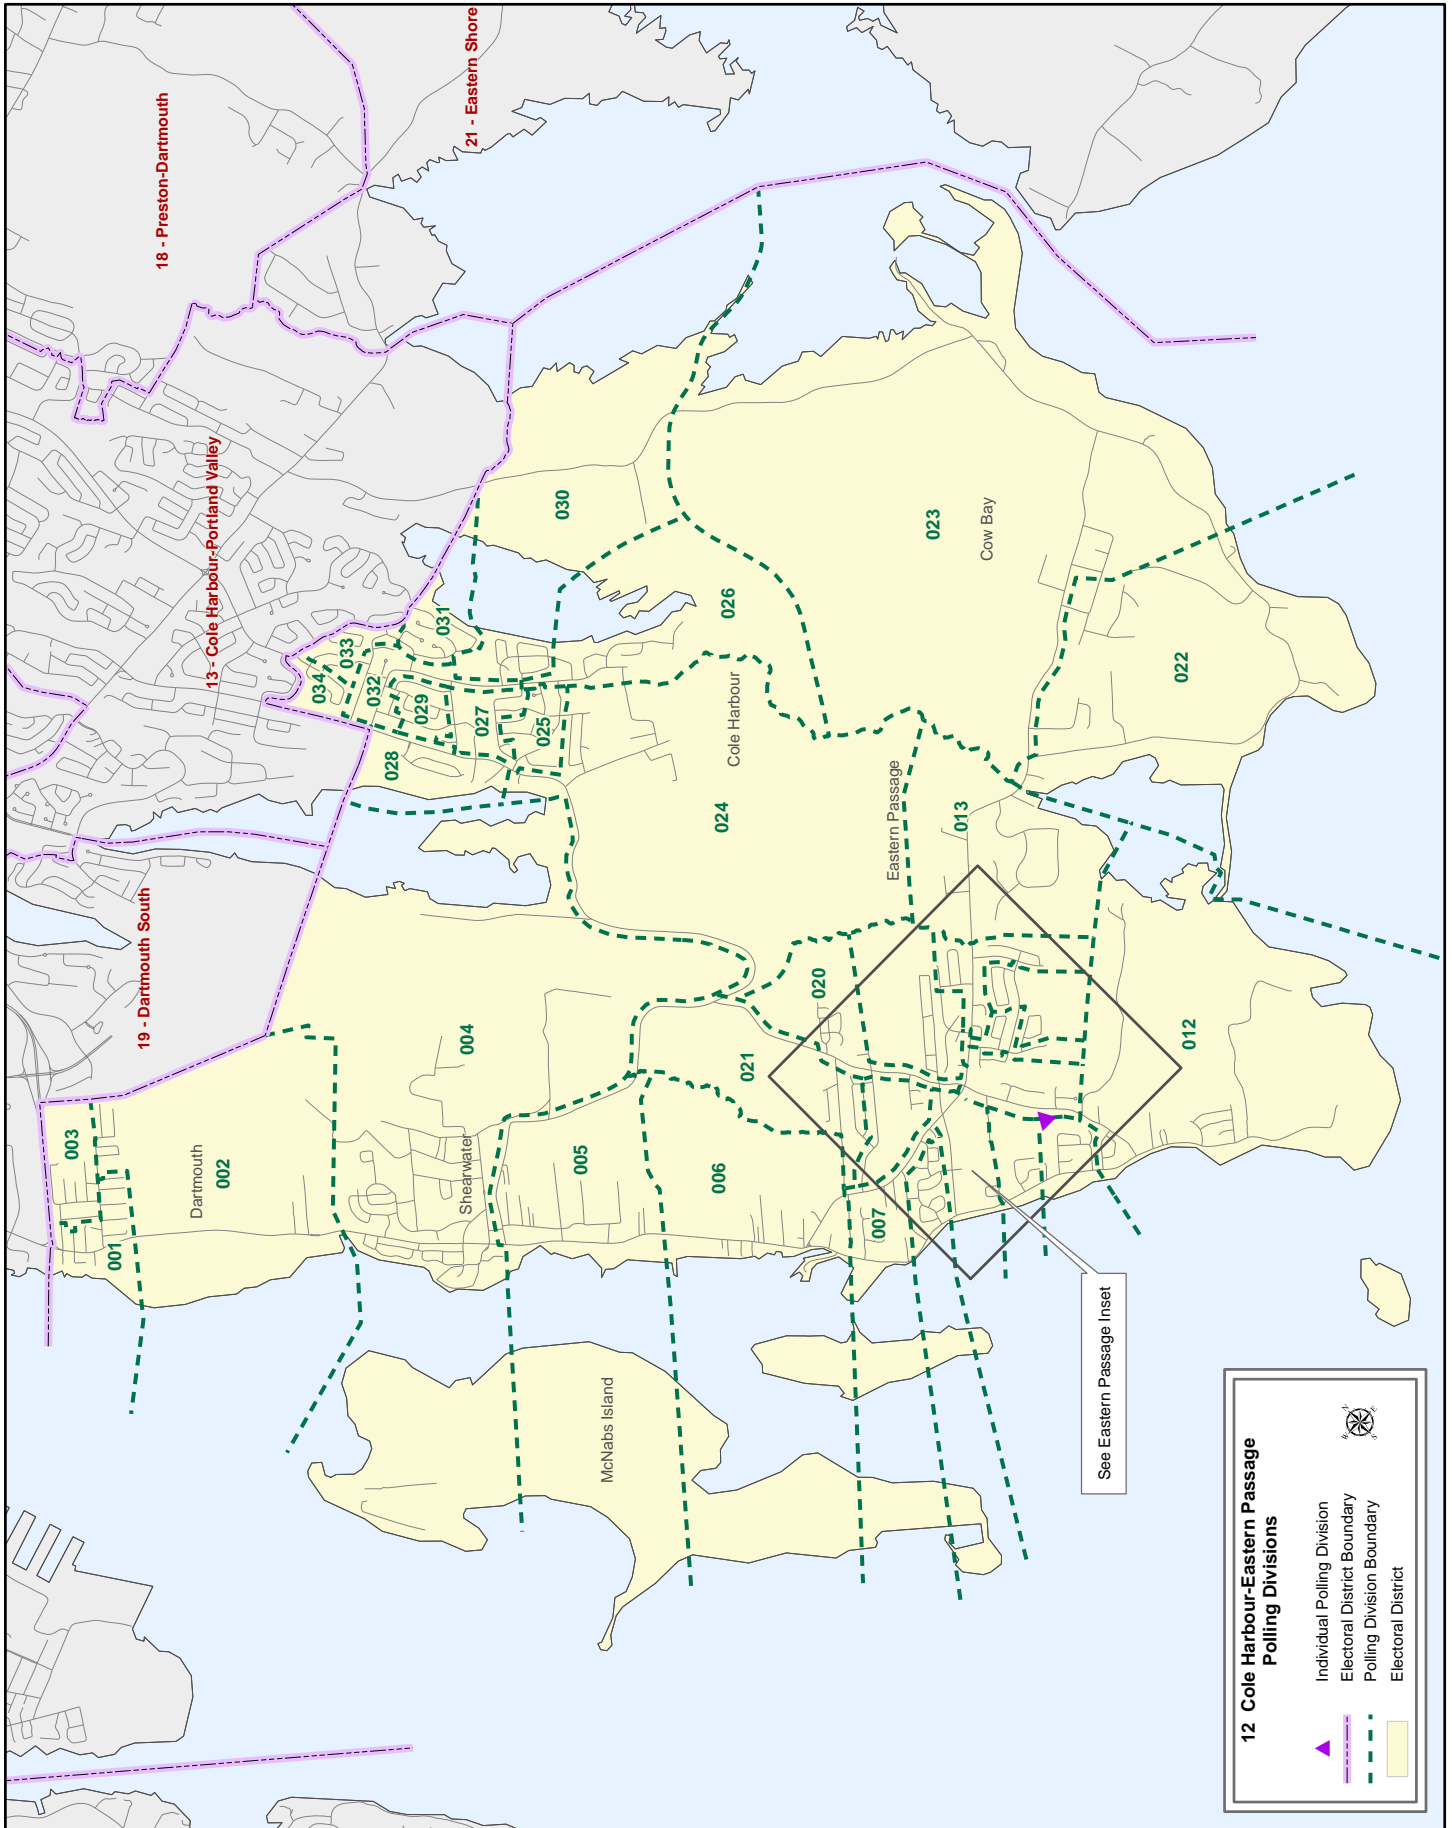 18 - Preston-Dartmouth
21 - Eastern Shore
13 - Cole Harbour-Portland Valley
19 - Dartmouth South
034
033
032
031
029
028
027
025
030
026
023
Cow Bay
022
Cole Harbour
024
Eastern Passage
013
020
012
004
021
003
002
Dartmouth
001
Shearwater
005
006
007
McNabs Island
See Eastern Passage Inset
12 Cole Harbour-Eastern Passage
Polling Divisions
Individual Polling Division
Electoral District Boundary
Polling Division Boundary
Electoral District
N
E
S
W